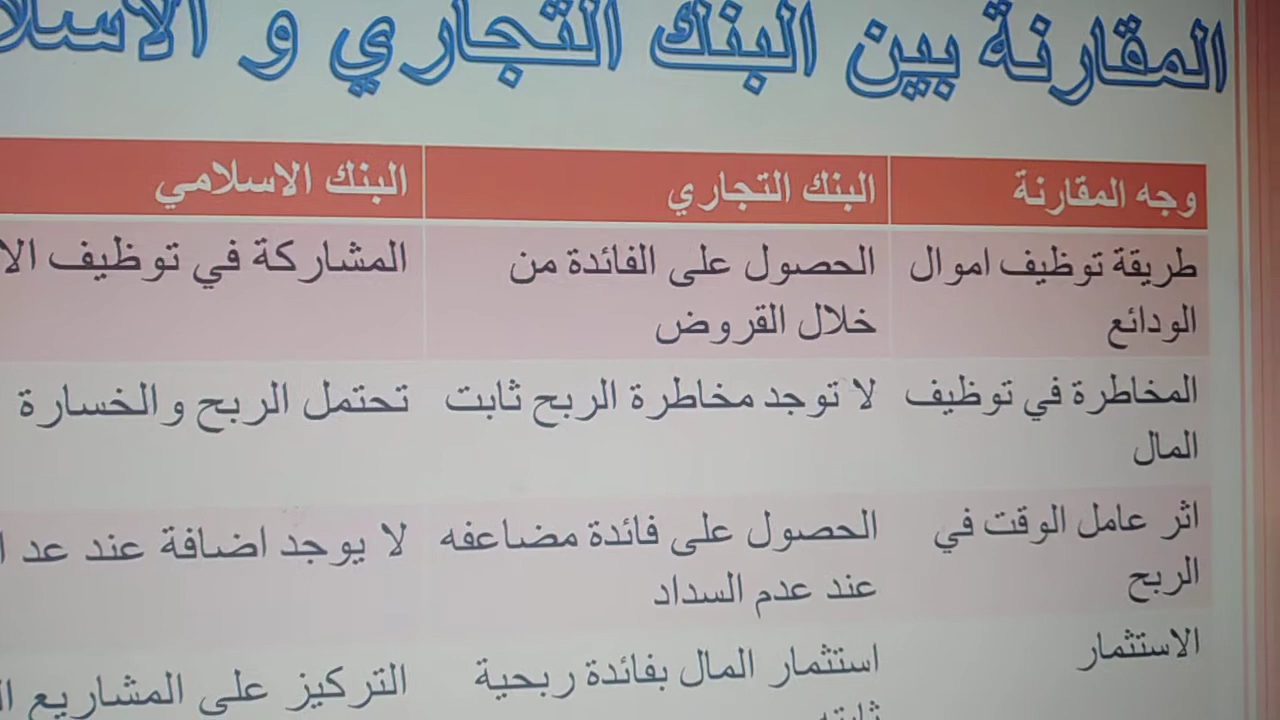 المقارنة بين البنك التجاري و
وجه المقارنة
البنك التجاري
البنك الاسلامي
طريقة توظيف اموال
الودائع
الحصول على الفائدة من
خلال القروض
المشاركة في توظيف
المخاطرة في توظيف
المال
لا توجد مخاطرة الربح ثابت
تحتمل الربح والخسارة
اثر عامل الوقت في
الربح
الحصول على فائدة مضاعفه
عند عدم السداد
لا يوجد اضافة عند عد
الاستثمار
استثمار المال بفائدة ربحية
التركيز على المشاريع